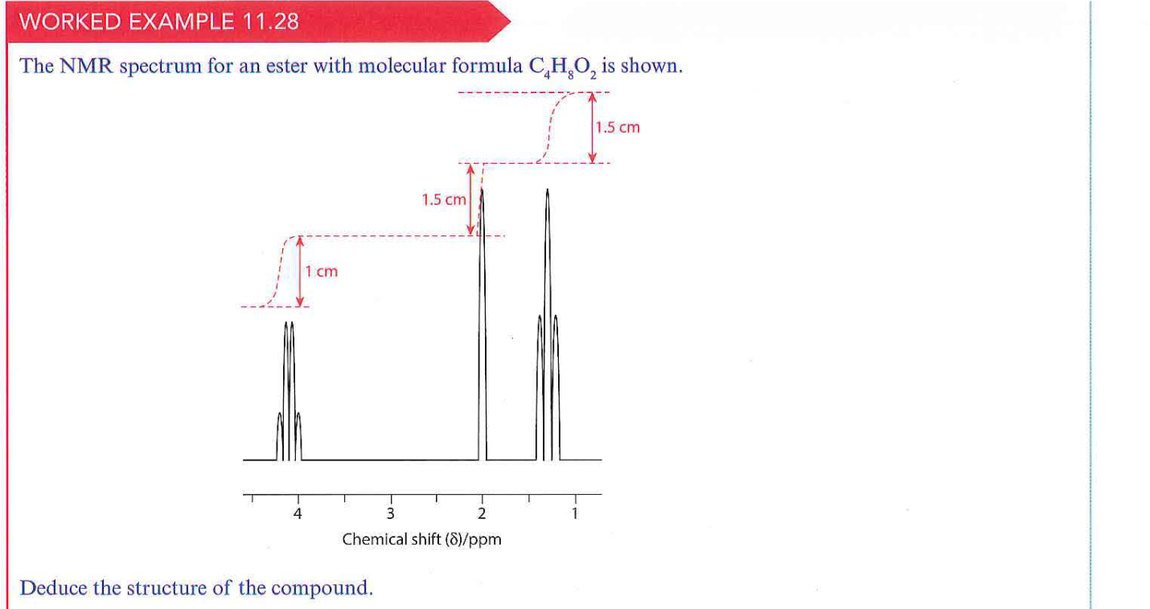 WORKED EXAMPLE 11.28
The NMR spectrum for an ester with molecular formula C₄H₈O₂ is shown.
1.5 cm
1.5 cm
1 cm
4 3 2 1
Chemical shift (δ)/ppm
Deduce the structure of the compound.